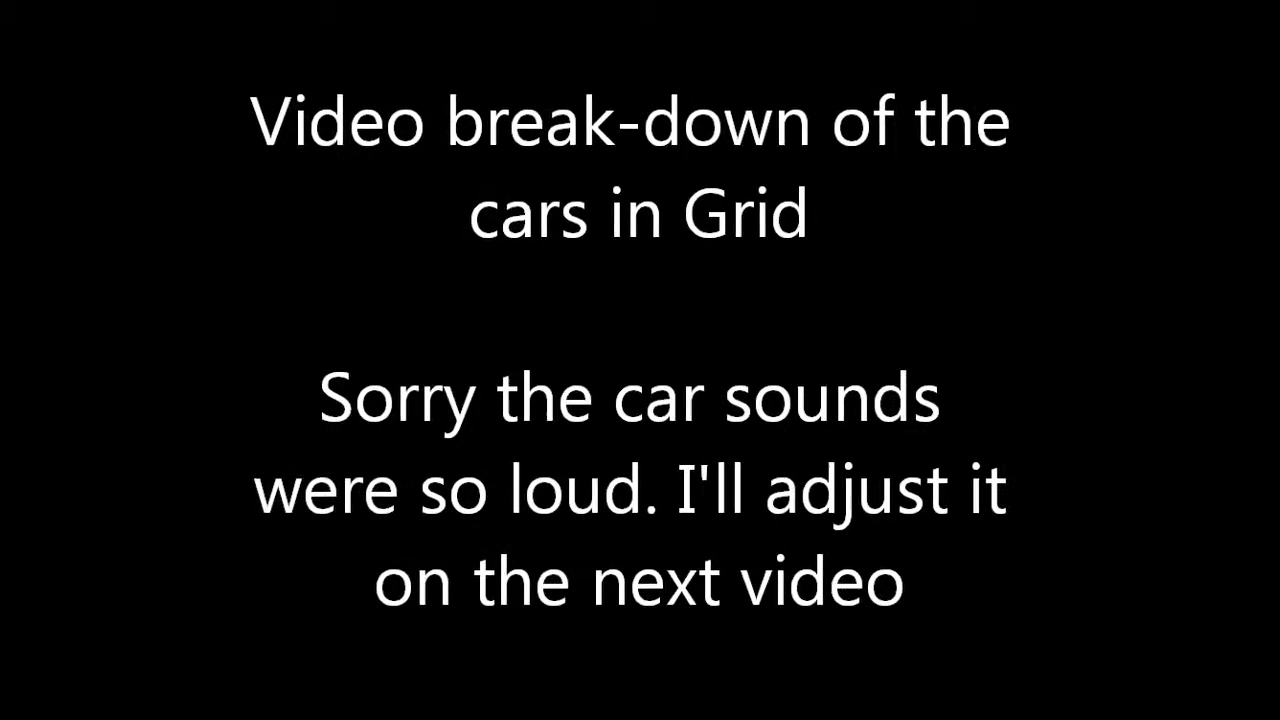 Video break-down of the
cars in Grid
Sorry the car sounds
were so loud. I'll adjust it
on the next video